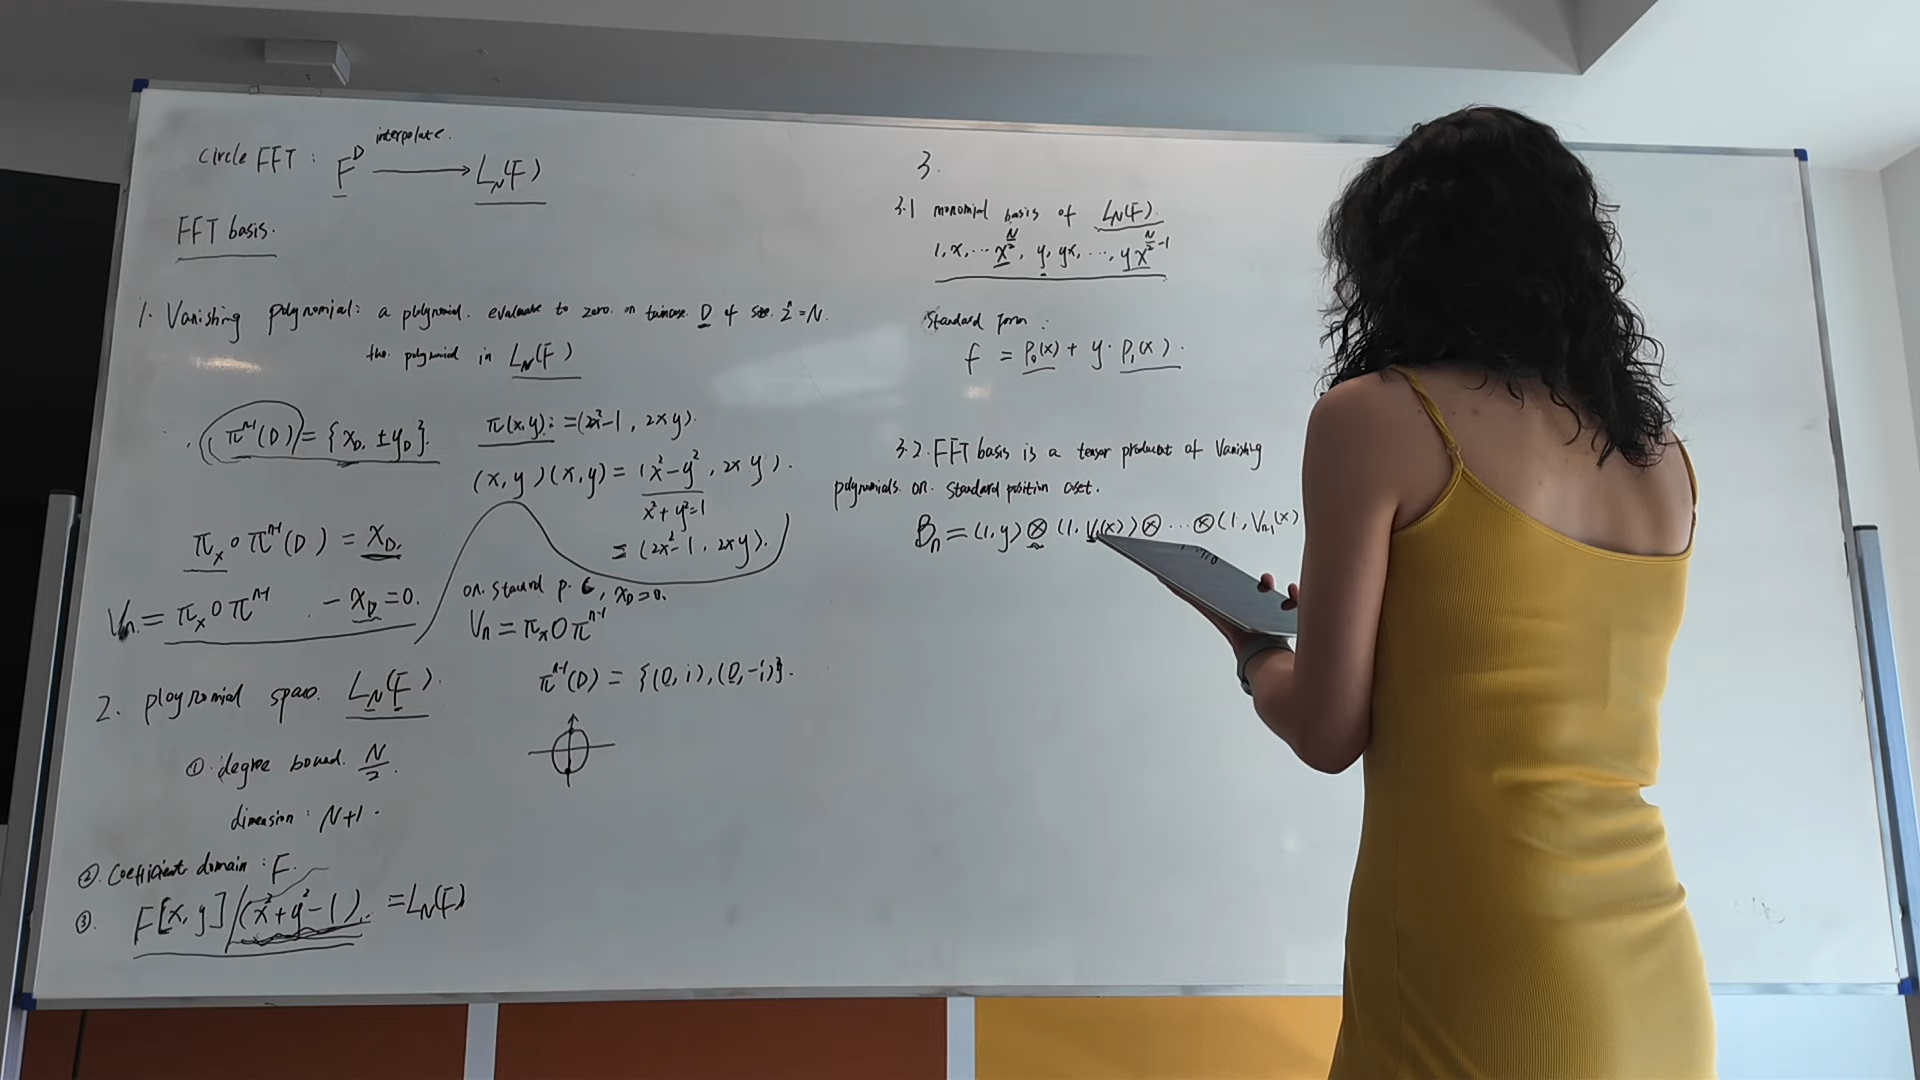 circle FFT : F^D ⟶ L_N(F)
interpolate.
FFT basis.
1. Vanishing polynomial: a polynomial. evaluate to zero. on D of size. 2^n = N.
the polynomial in L_N(F)
π^{n-1}(D) = {x_D, ±y_D}.
π(x,y): =(2x²-1, 2xy).
(x,y)(x,y) = (x²-y², 2xy).
x²+y²=1
= (2x²-1, 2xy).
π_x ∘ π^{n-1}(D) = x_D.
V_n = π_x ∘ π^{n-1} - x_D = 0.
on. p. x_D = 0.
V_n = π_x ∘ π^{n-1}
π^{n-1}(D) = {(0, i), (0, -i)}.
2. ploynomial space. L_N(F).
①. degree bound. N/2.
dimension : N+1.
②. Coefficient domain : F.
③. F[x, y]/(x²+y²-1). = L_N(F)
3.
3.1 monomial basis of L_N(F).
1, x, ... x^{N/2}, y, yx, ..., y x^{N/2 -1}
Standard form :
f = P_0(x) + y · P_1(x).
3.2. FFT basis is a tensor product of Vanishing
polynomials. on. Standard position coset.
B_n = (1, y) ⊗ (1, V_1(x)) ⊗ ... ⊗ (1, V_{n-1}(x)